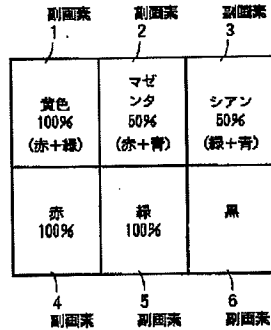 副画素 副画素 副画素
1 2 3
黄色 100% (赤+緑)
マゼンタ 50% (赤+青)
シアン 50% (緑+青)
赤 100%
緑 100%
黒
4 5 6
副画素 副画素 副画素